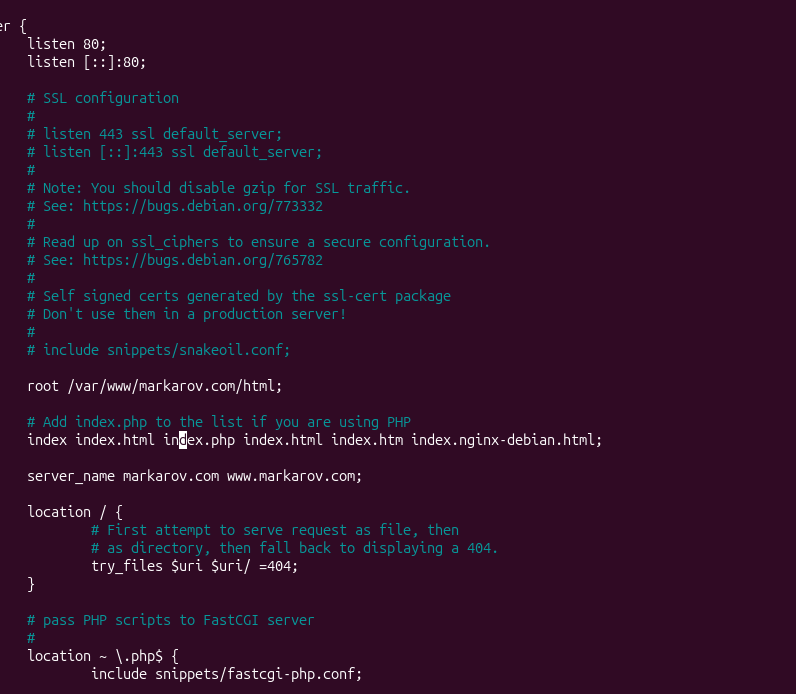 er {
listen 80;
listen [::]:80;
# SSL configuration
#
# listen 443 ssl default_server;
# listen [::]:443 ssl default_server;
#
# Note: You should disable gzip for SSL traffic.
# See: https://bugs.debian.org/773332
#
# Read up on ssl_ciphers to ensure a secure configuration.
# See: https://bugs.debian.org/765782
#
# Self signed certs generated by the ssl-cert package
# Don't use them in a production server!
#
# include snippets/snakeoil.conf;
root /var/www/markarov.com/html;
# Add index.php to the list if you are using PHP
index index.html index.php index.html index.htm index.nginx-debian.html;
server_name markarov.com www.markarov.com;
location / {
# First attempt to serve request as file, then
# as directory, then fall back to displaying a 404.
try_files $uri $uri/ =404;
}
# pass PHP scripts to FastCGI server
#
location ~ \.php$ {
include snippets/fastcgi-php.conf;